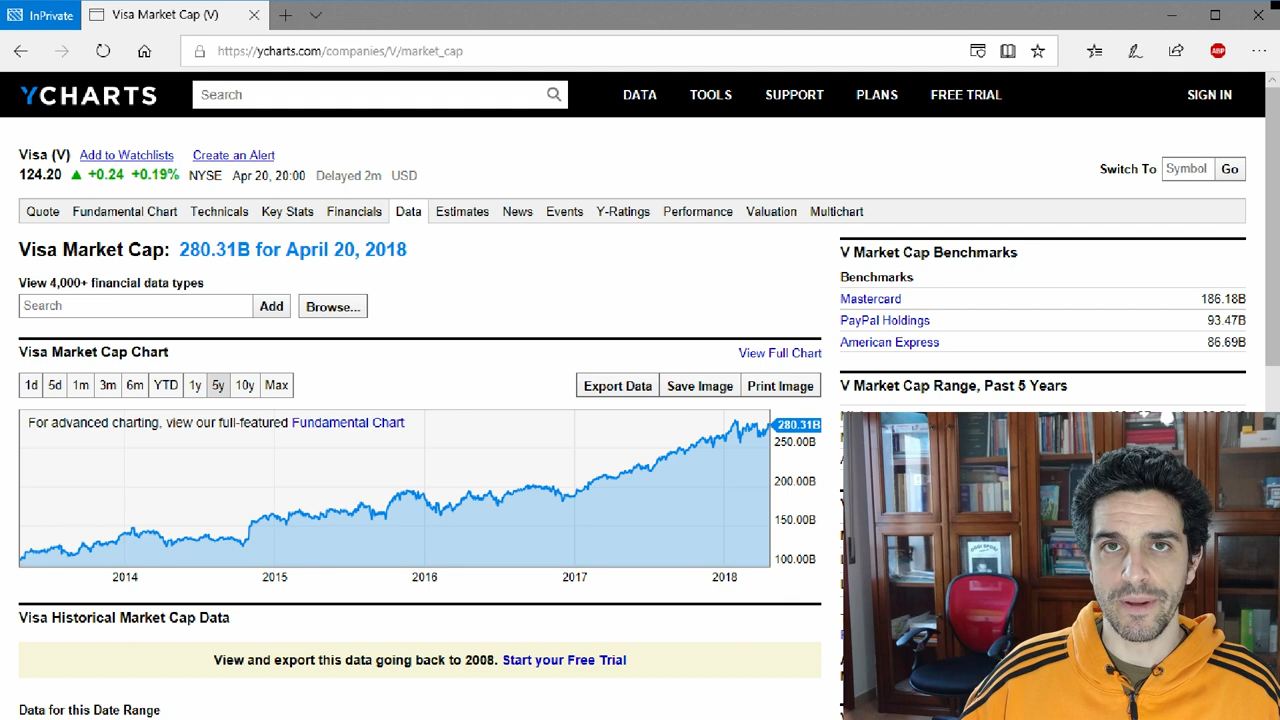 InPrivate
Visa Market Cap (V)
https://ycharts.com/companies/V/market_cap
ABP
YCHARTS
Search
DATA
TOOLS
SUPPORT
PLANS
FREE TRIAL
SIGN IN
Visa (V) Add to Watchlists Create an Alert
124.20 ▲ +0.24 +0.19% NYSE Apr 20, 20:00 Delayed 2m USD
Switch To Symbol Go
Quote Fundamental Chart Technicals Key Stats Financials Data Estimates News Events Y-Ratings Performance Valuation Multichart
Visa Market Cap: 280.31B for April 20, 2018
View 4,000+ financial data types
Search Add Browse...
Visa Market Cap Chart
View Full Chart
1d 5d 1m 3m 6m YTD 1y 5y 10y Max
Export Data Save Image Print Image
For advanced charting, view our full-featured Fundamental Chart
280.31B
250.00B
200.00B
150.00B
100.00B
2014 2015 2016 2017 2018
Visa Historical Market Cap Data
View and export this data going back to 2008. Start your Free Trial
Data for this Date Range
V Market Cap Benchmarks
Benchmarks
Mastercard 186.18B
PayPal Holdings 93.47B
American Express 86.69B
V Market Cap Range, Past 5 Years